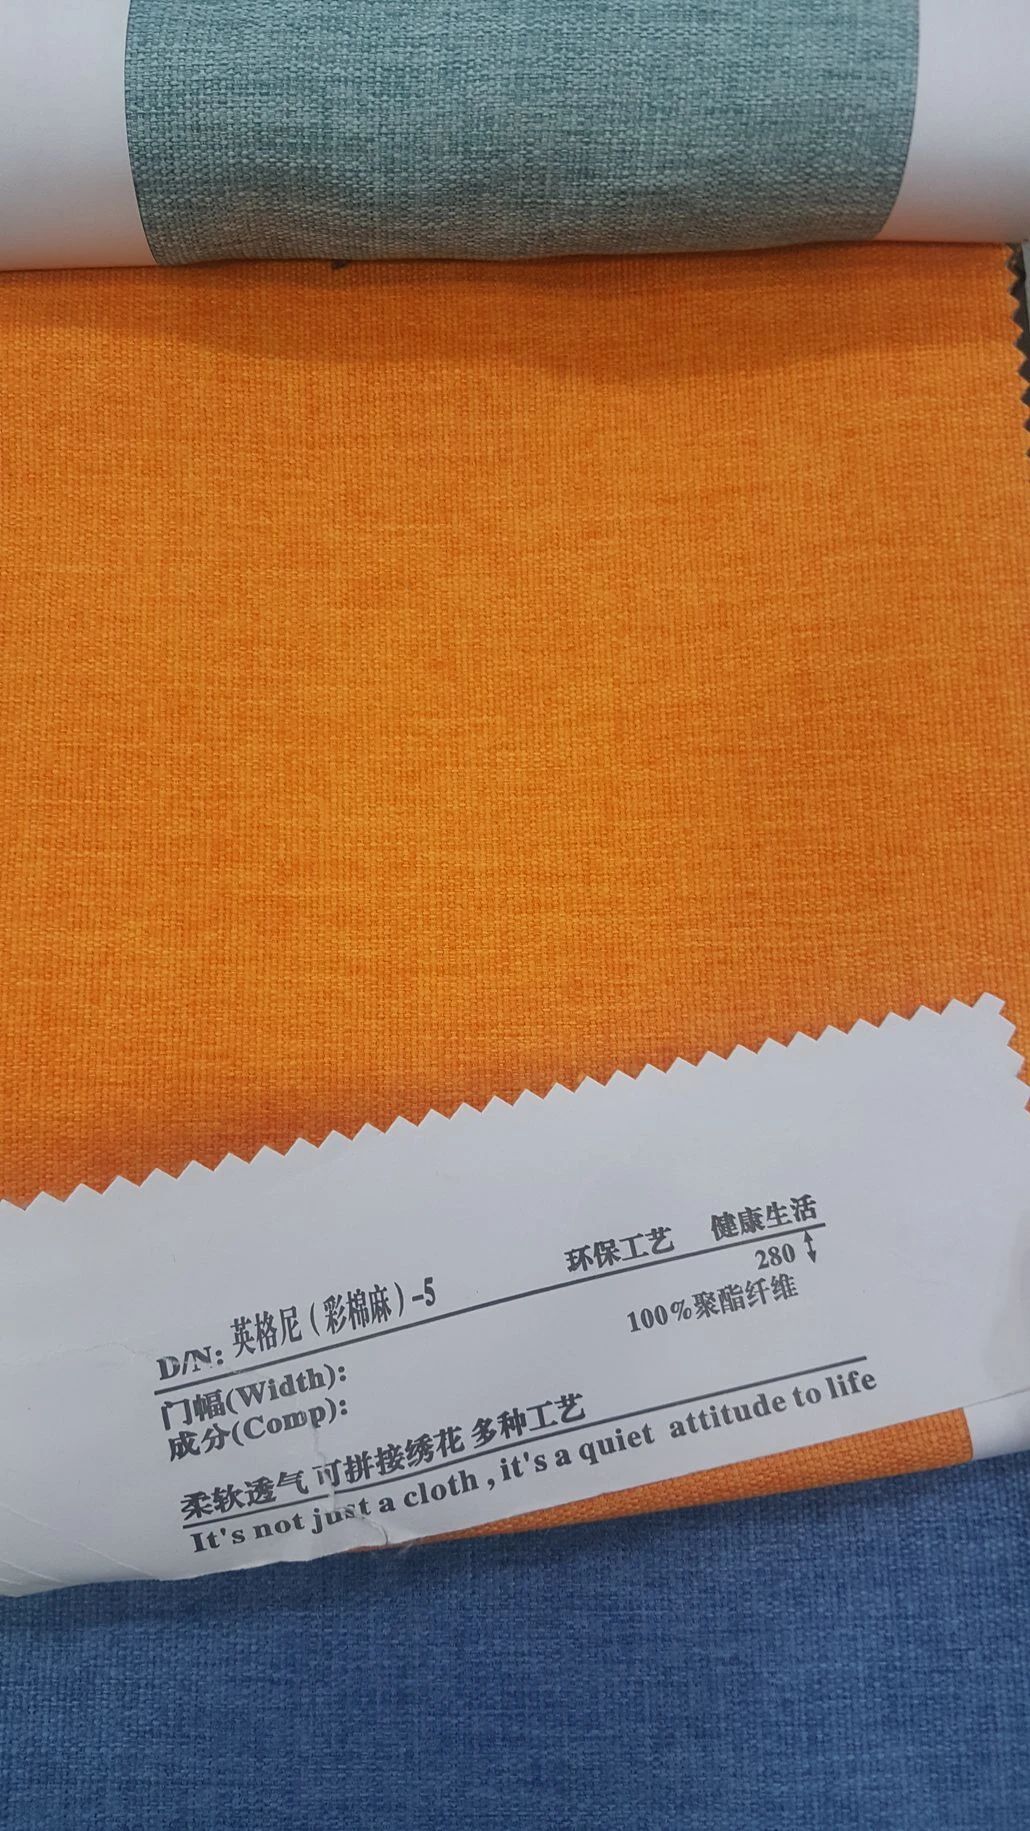 环保工艺 健康生活
D/N: 英格尼(彩棉麻)-5
门幅(Width): 280
成分(Comp): 100%聚酯纤维
柔软透气 可拼接绣花 多种工艺
It's not just a cloth , it's a quiet attitude to life